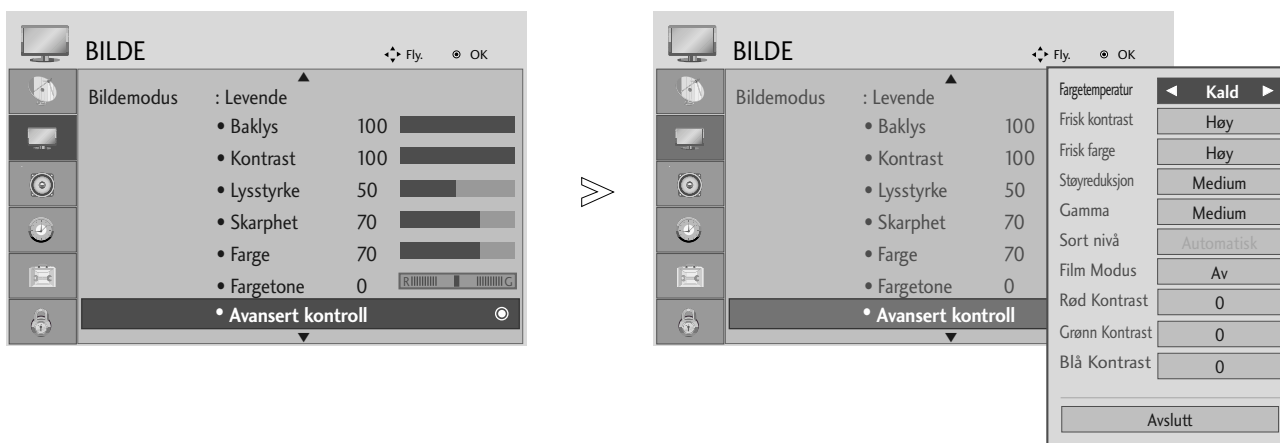 BILDE
Fly. OK
Bildemodus : Levende
• Baklys 100
• Kontrast 100
• Lysstyrke 50
• Skarphet 70
• Farge 70
• Fargetone 0 R G
• Avansert kontroll
BILDE
Fly. OK
Bildemodus : Levende
• Baklys 100
• Kontrast 100
• Lysstyrke 50
• Skarphet 70
• Farge 70
• Fargetone 0
• Avansert kontroll
Fargetemperatur Kald
Frisk kontrast Høy
Frisk farge Høy
Støyreduksjon Medium
Gamma Medium
Sort nivå Automatisk
Film Modus Av
Rød Kontrast 0
Grønn Kontrast 0
Blå Kontrast 0
Avslutt